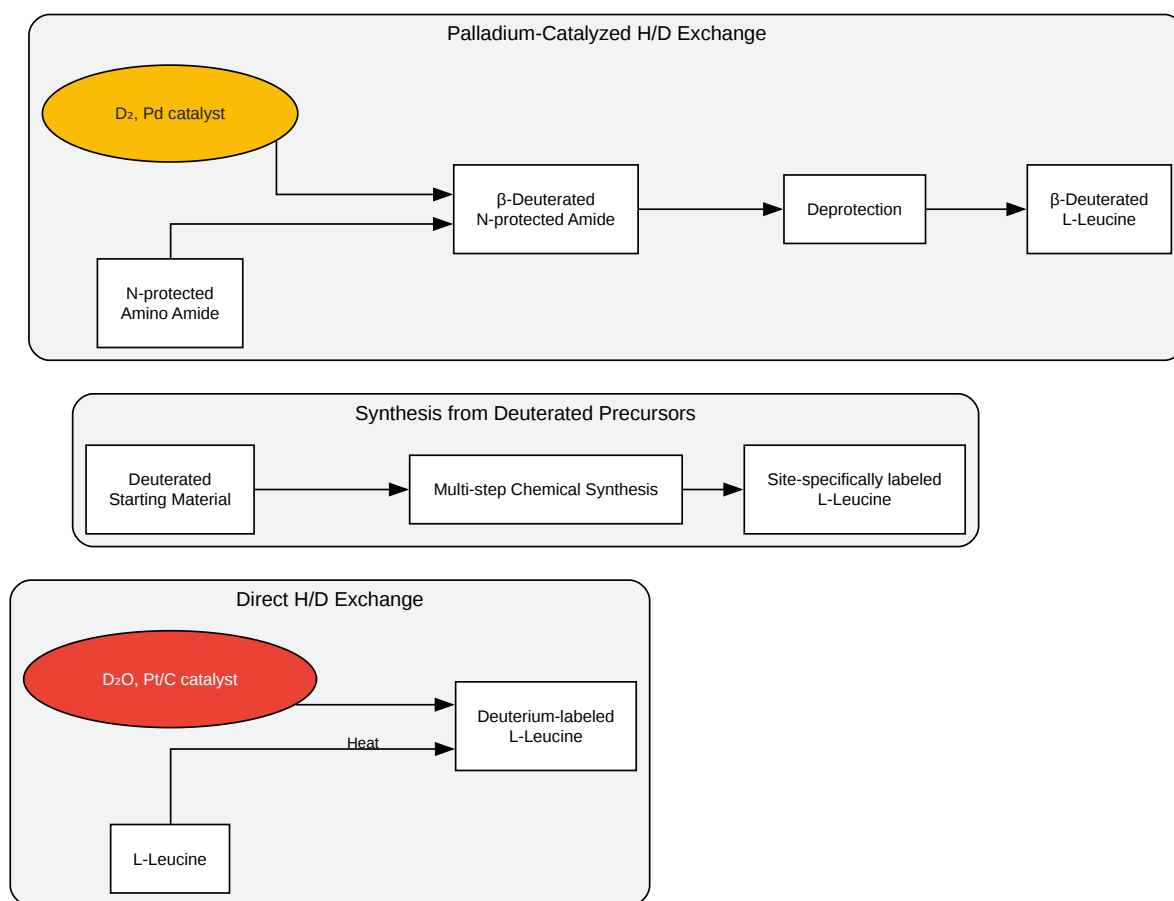 Palladium-Catalyzed H/D Exchange
D₂, Pd catalyst
β-Deuterated
N-protected Amide
Deprotection
β-Deuterated
L-Leucine
N-protected
Amino Amide
Synthesis from Deuterated Precursors
Deuterated
Starting Material
Multi-step Chemical Synthesis
Site-specifically labeled
L-Leucine
Direct H/D Exchange
D₂O, Pt/C catalyst
Deuterium-labeled
L-Leucine
Heat
L-Leucine